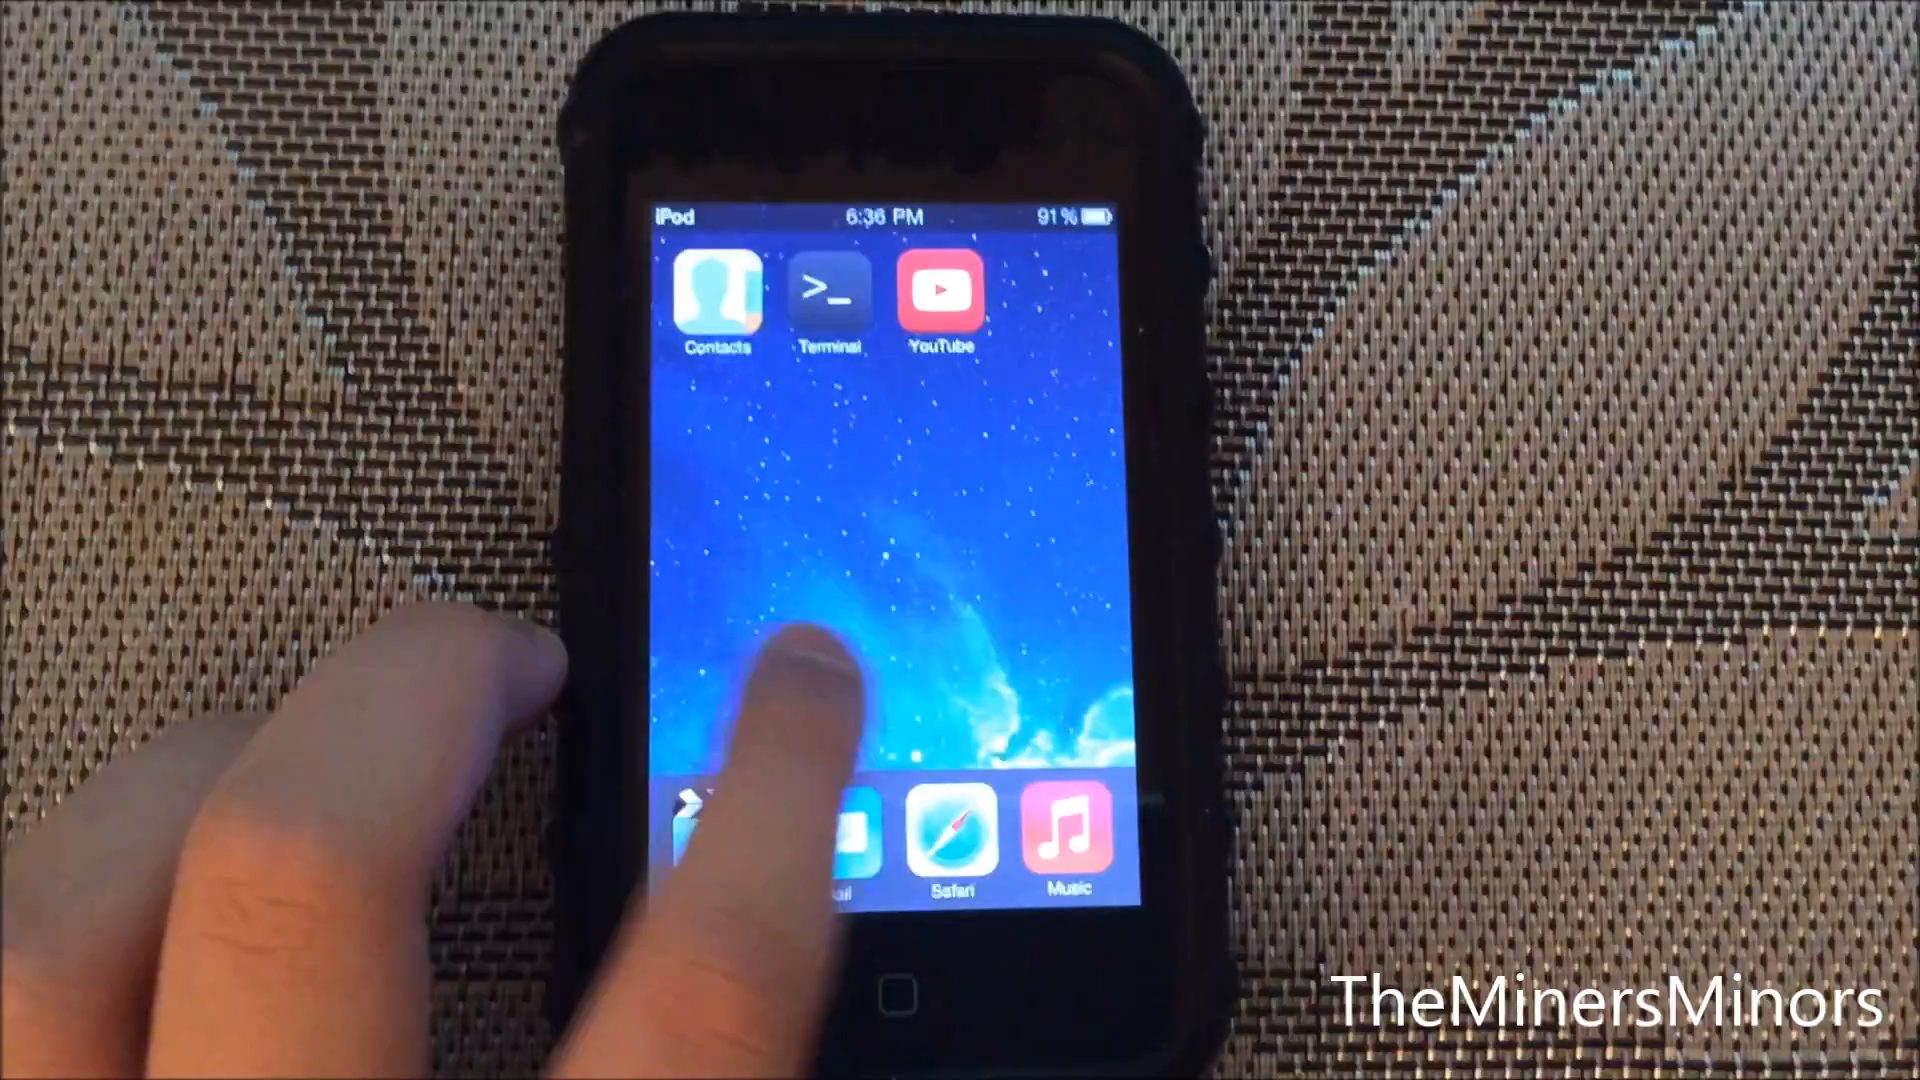 iPod 6:36 PM 91%
Contacts Terminal YouTube
Safari Music
TheMinersMinors